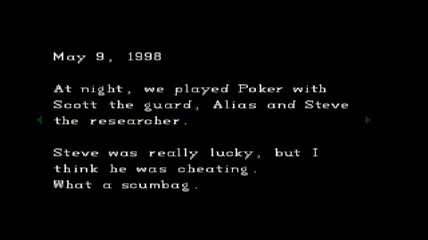 May 9, 1998
At night, we played Poker with
Scott the guard, Alias and Steve
the researcher.
Steve was really lucky, but I
think he was cheating.
What a scumbag.